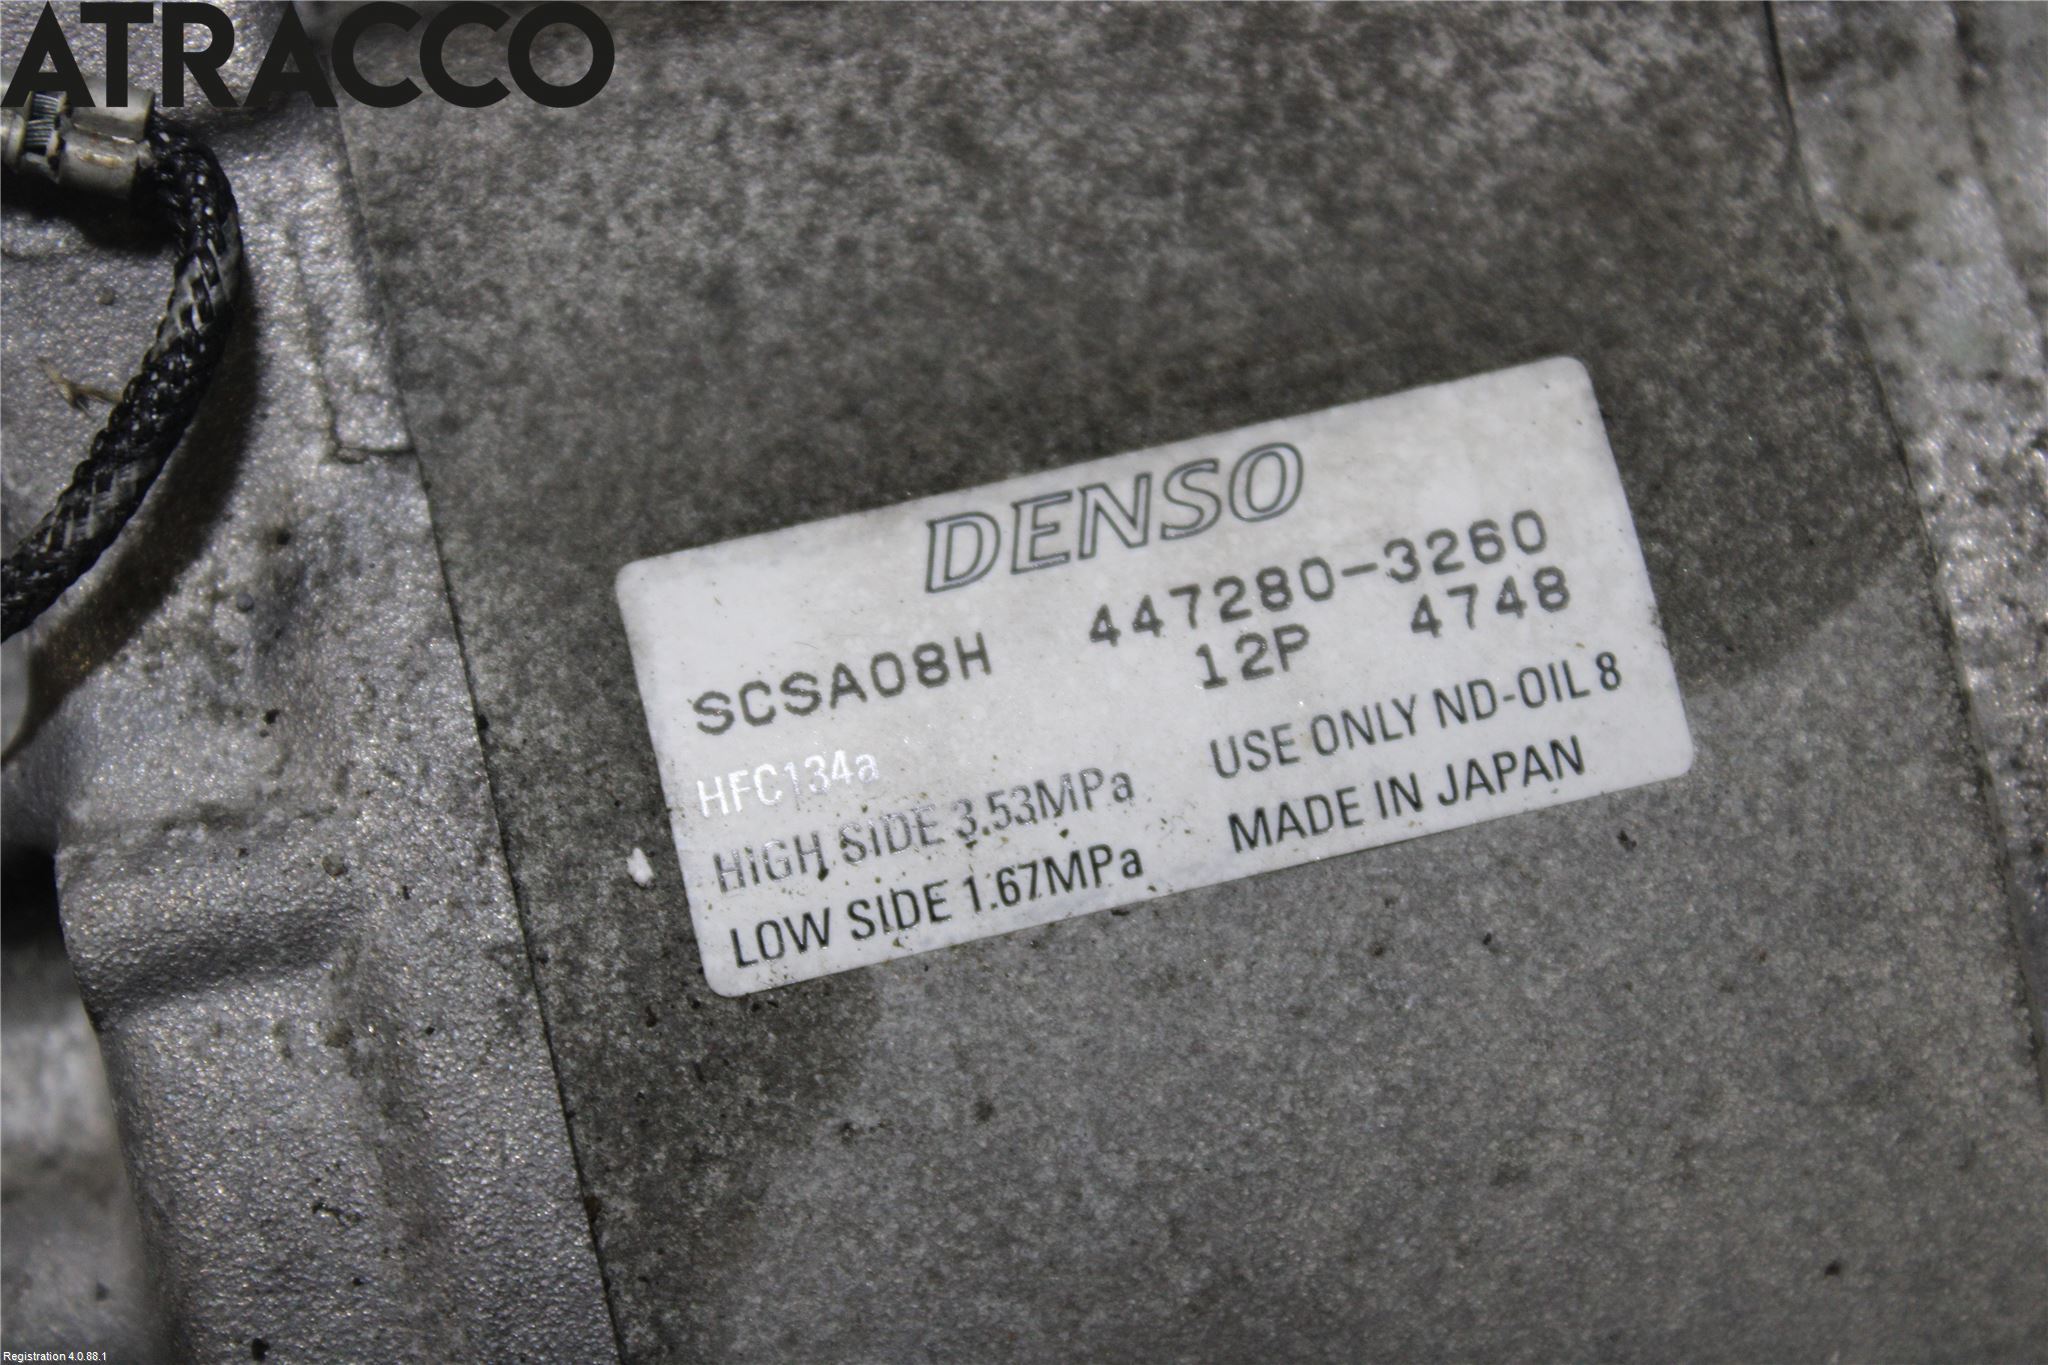 ATRACCO
DENSO
SCSA08H 447280-3260
12P 4748
HFC134a
USE ONLY ND-OIL 8
HIGH SIDE 3.53MPa
MADE IN JAPAN
LOW SIDE 1.67MPa
Registration 4.0.88.1